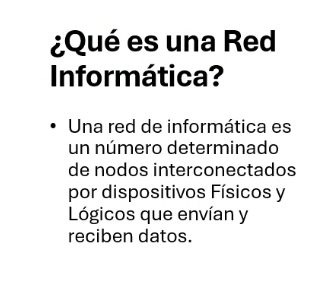 ¿Qué es una Red
Informática?
• Una red de informática es
un número determinado
de nodos interconectados
por dispositivos Físicos y
Lógicos que envían y
reciben datos.